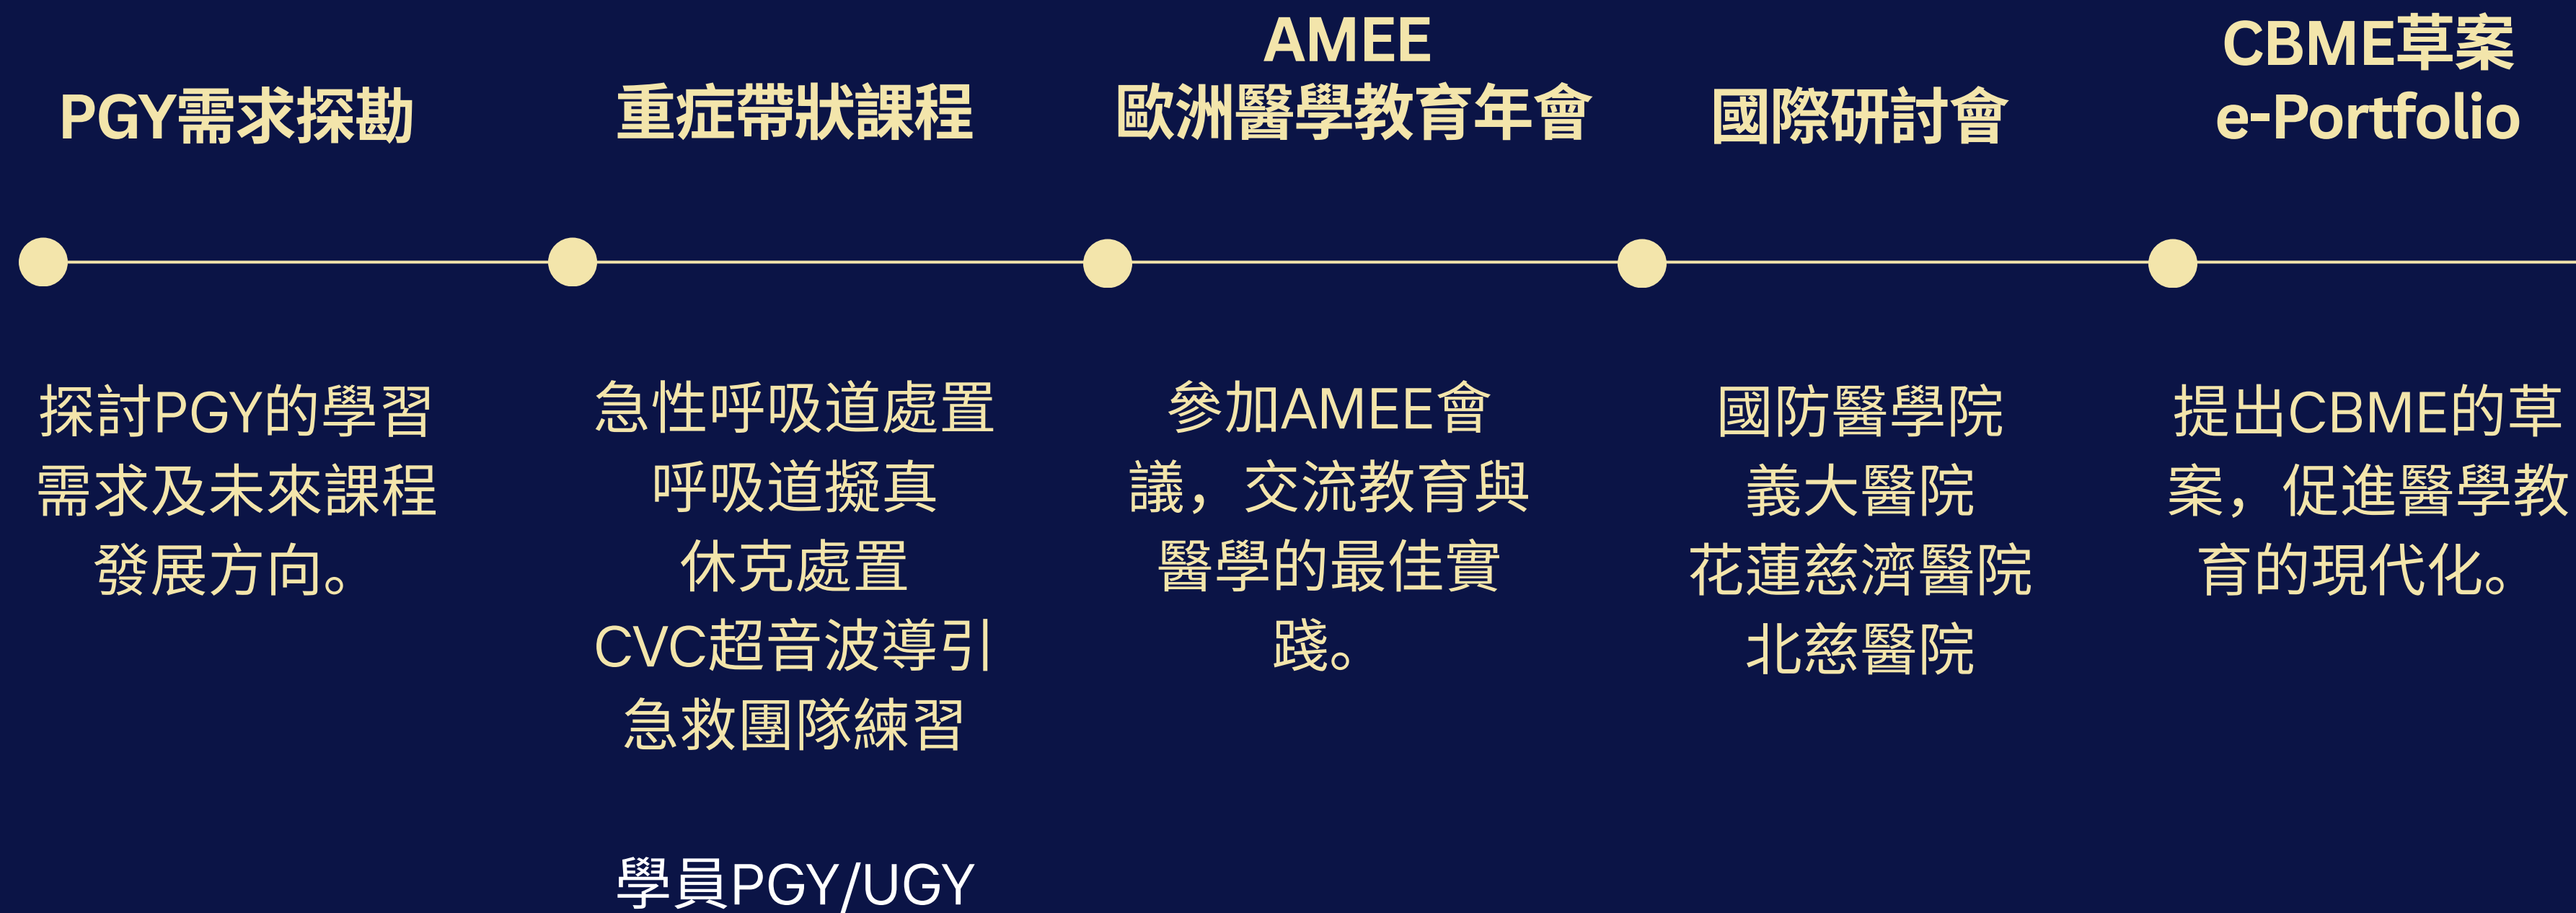 PGY需求探勘
重症帶狀課程
AMEE
歐洲醫學教育年會
國際研討會
CBME草案
e-Portfolio
探討PGY的學習
需求及未來課程
發展方向。
急性呼吸道處置
呼吸道擬真
休克處置
CVC超音波導引
急救團隊練習
學員PGY/UGY
參加AMEE會
議，交流教育與
醫學的最佳實
踐。
國防醫學院
義大醫院
花蓮慈濟醫院
北慈醫院
提出CBME的草
案，促進醫學教
育的現代化。